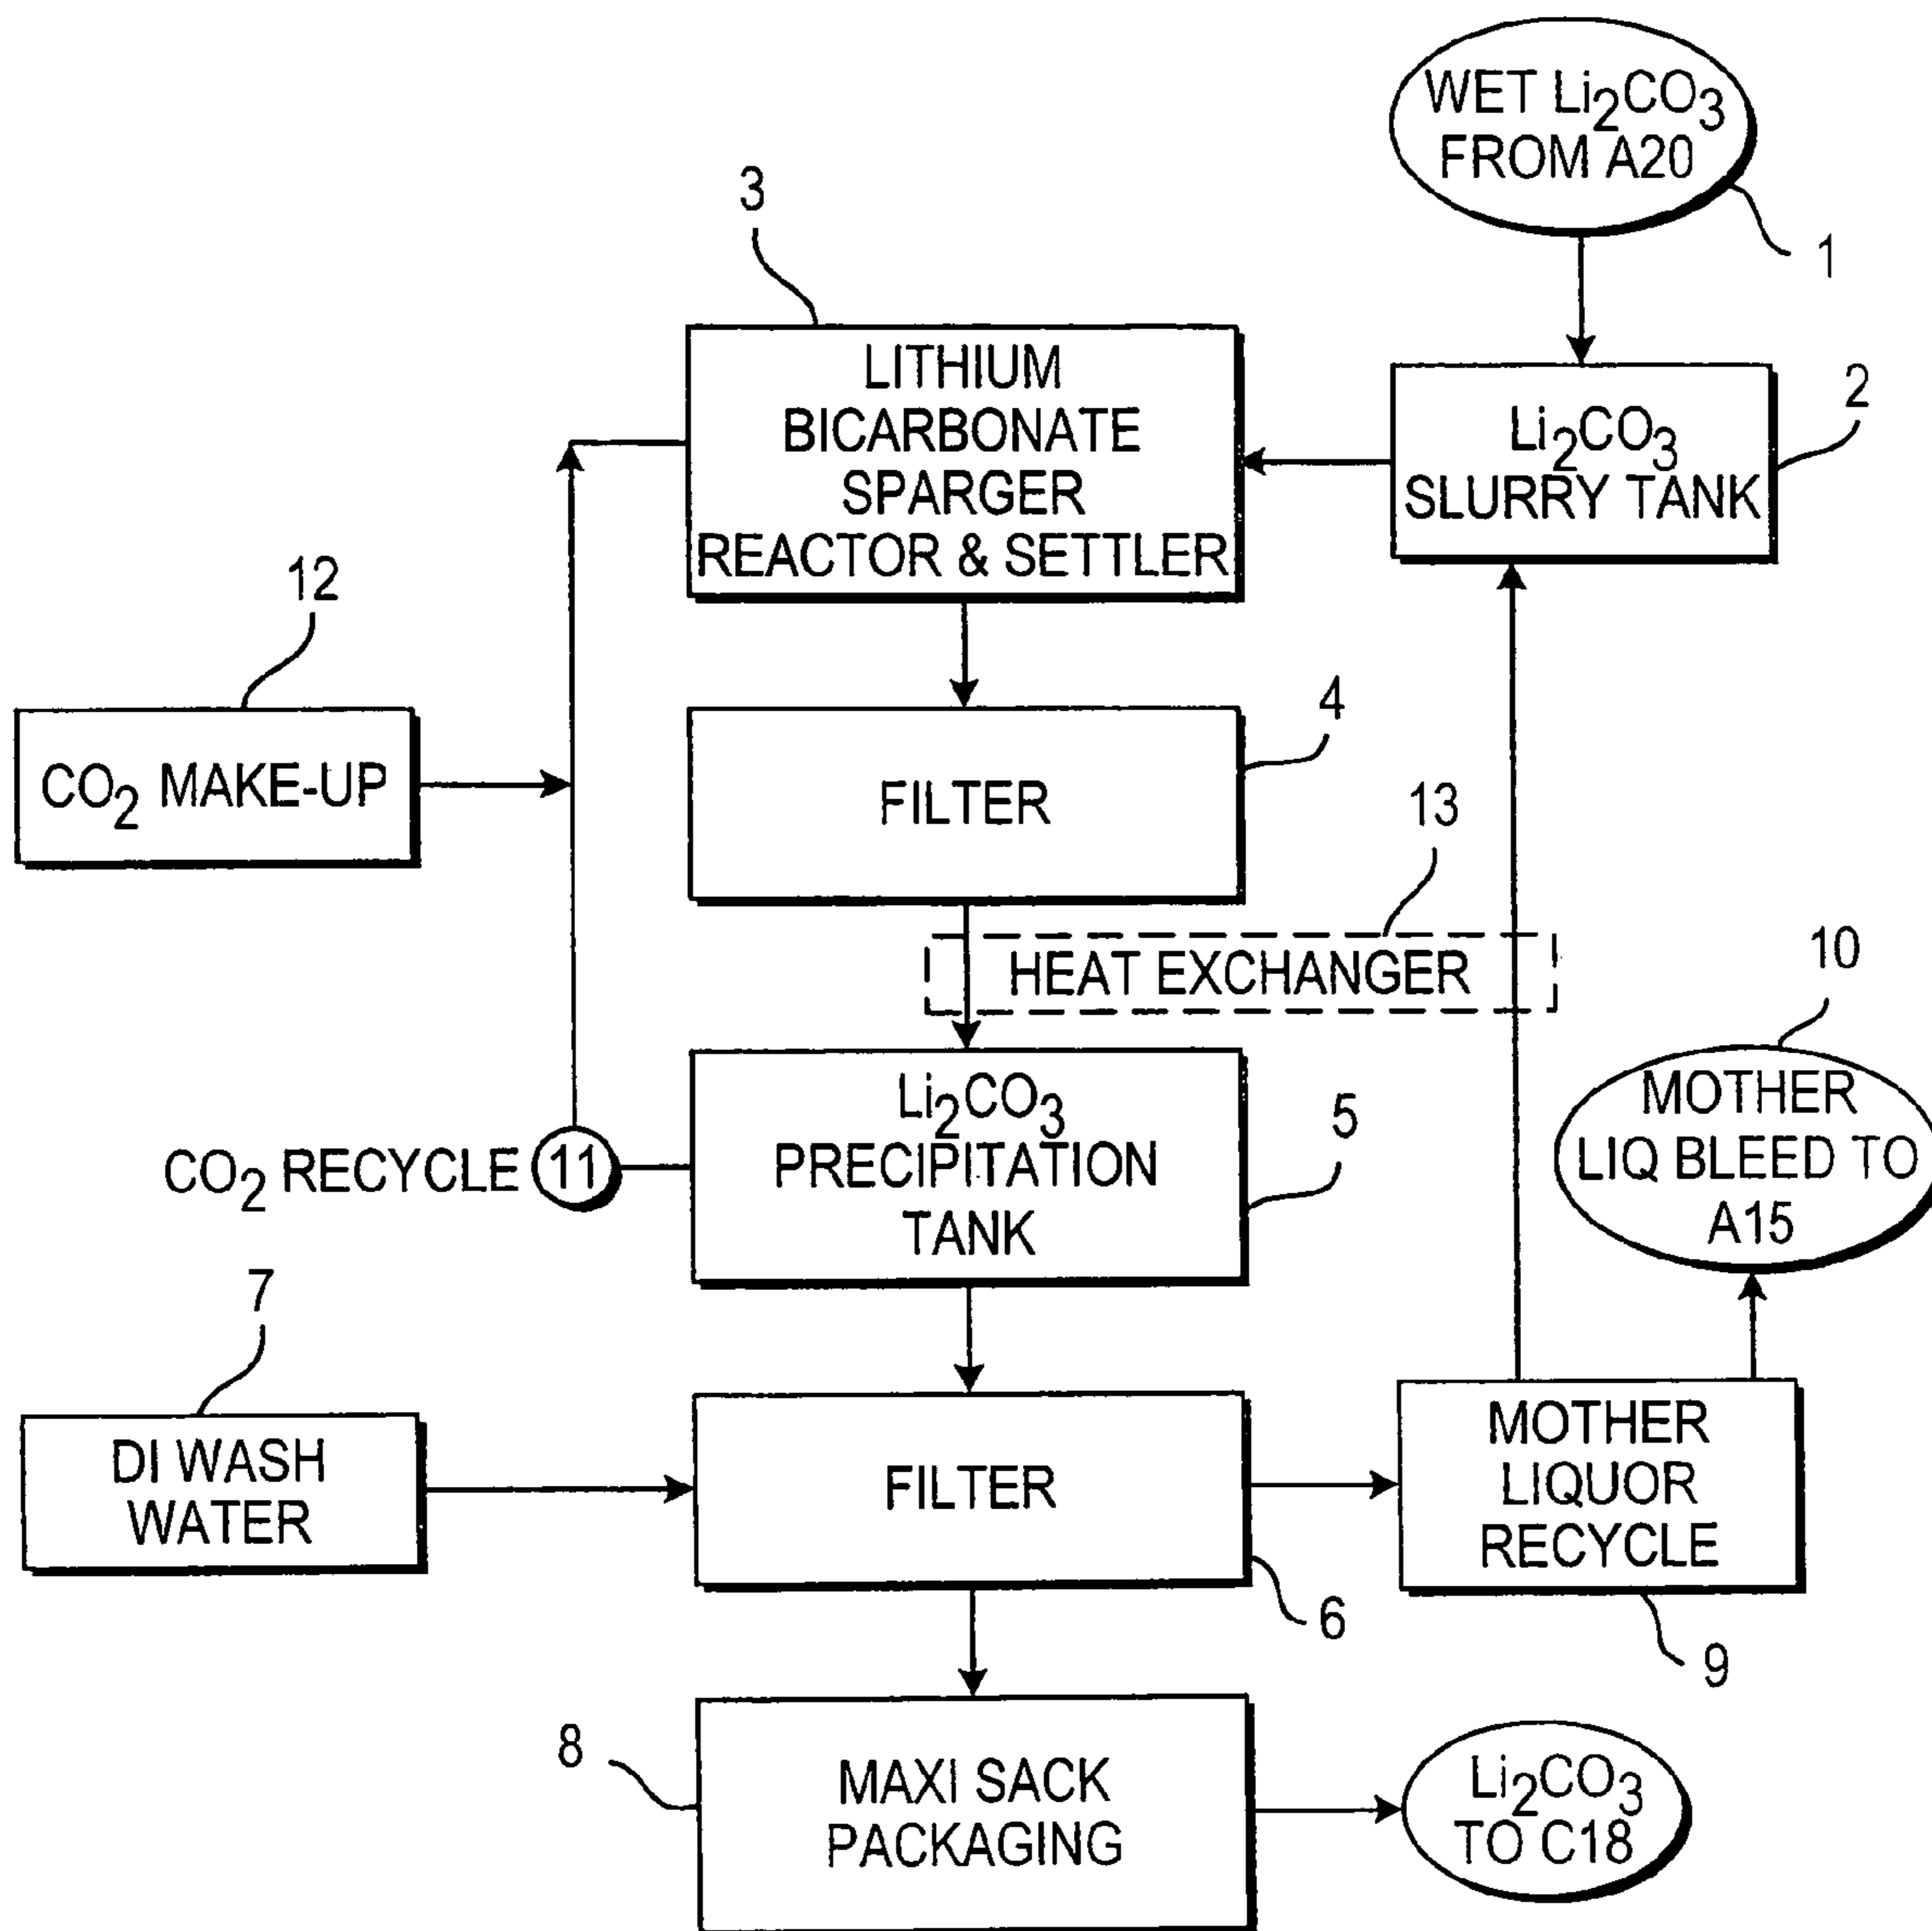 WET Li2CO3
FROM A20
1
3
LITHIUM
BICARBONATE
SPARGER
REACTOR & SETTLER
Li2CO3
SLURRY TANK
2
12
CO2 MAKE-UP
4
FILTER
13
HEAT EXCHANGER
10
MOTHER
LIQ BLEED TO
A15
Li2CO3
PRECIPITATION
TANK
5
CO2 RECYCLE 11
7
DI WASH
WATER
FILTER
6
MOTHER
LIQUOR
RECYCLE
9
8
MAXI SACK
PACKAGING
Li2CO3
TO C18